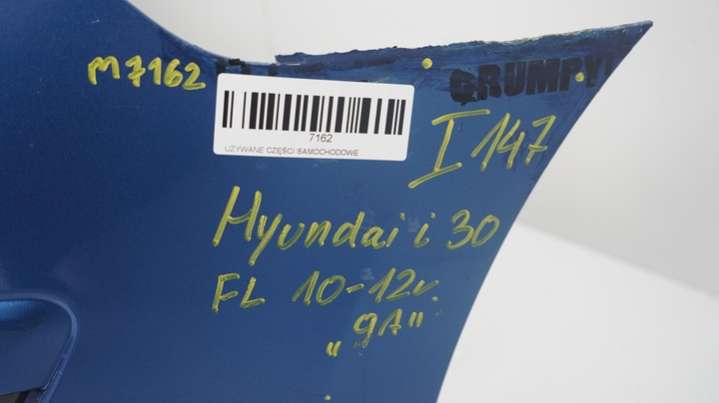 M7162
GRUMPY!
7162
UŻYWANE CZĘŚCI SAMOCHODOWE
I 147
Hyundai i 30
FL 10-12r.
„9A”